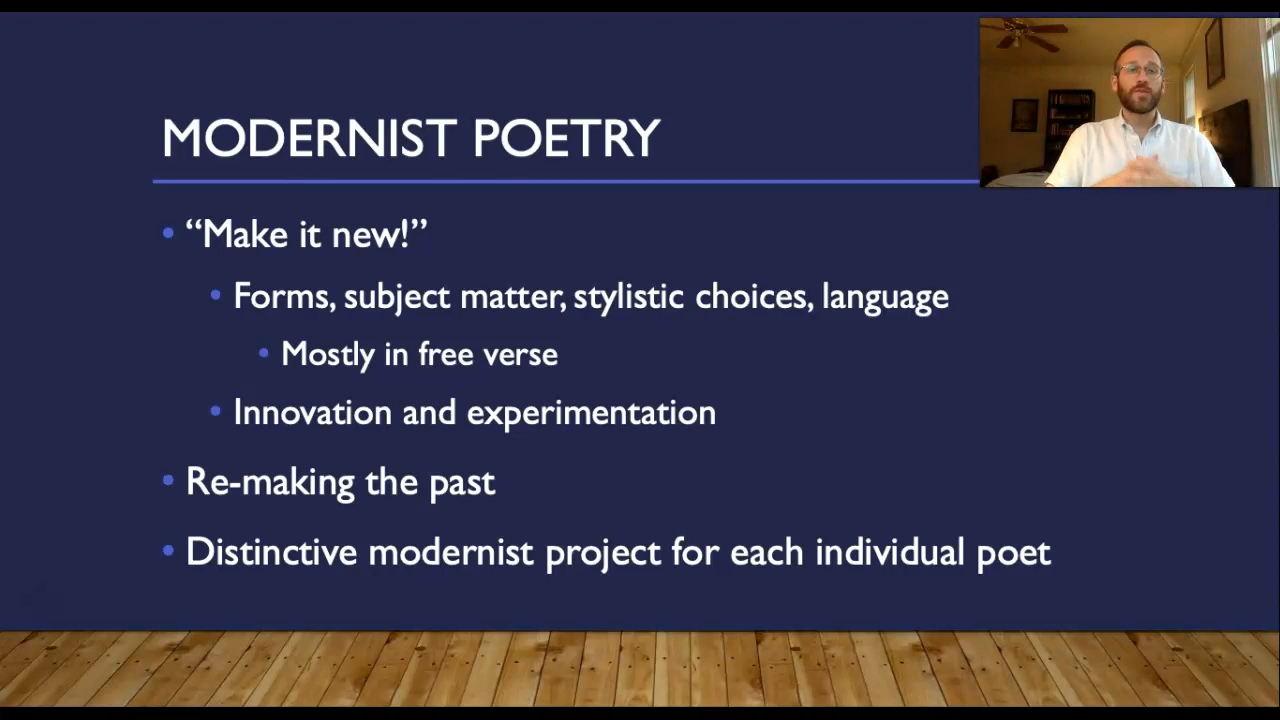 MODERNIST POETRY
• “Make it new!”
• Forms, subject matter, stylistic choices, language
• Mostly in free verse
• Innovation and experimentation
• Re-making the past
• Distinctive modernist project for each individual poet